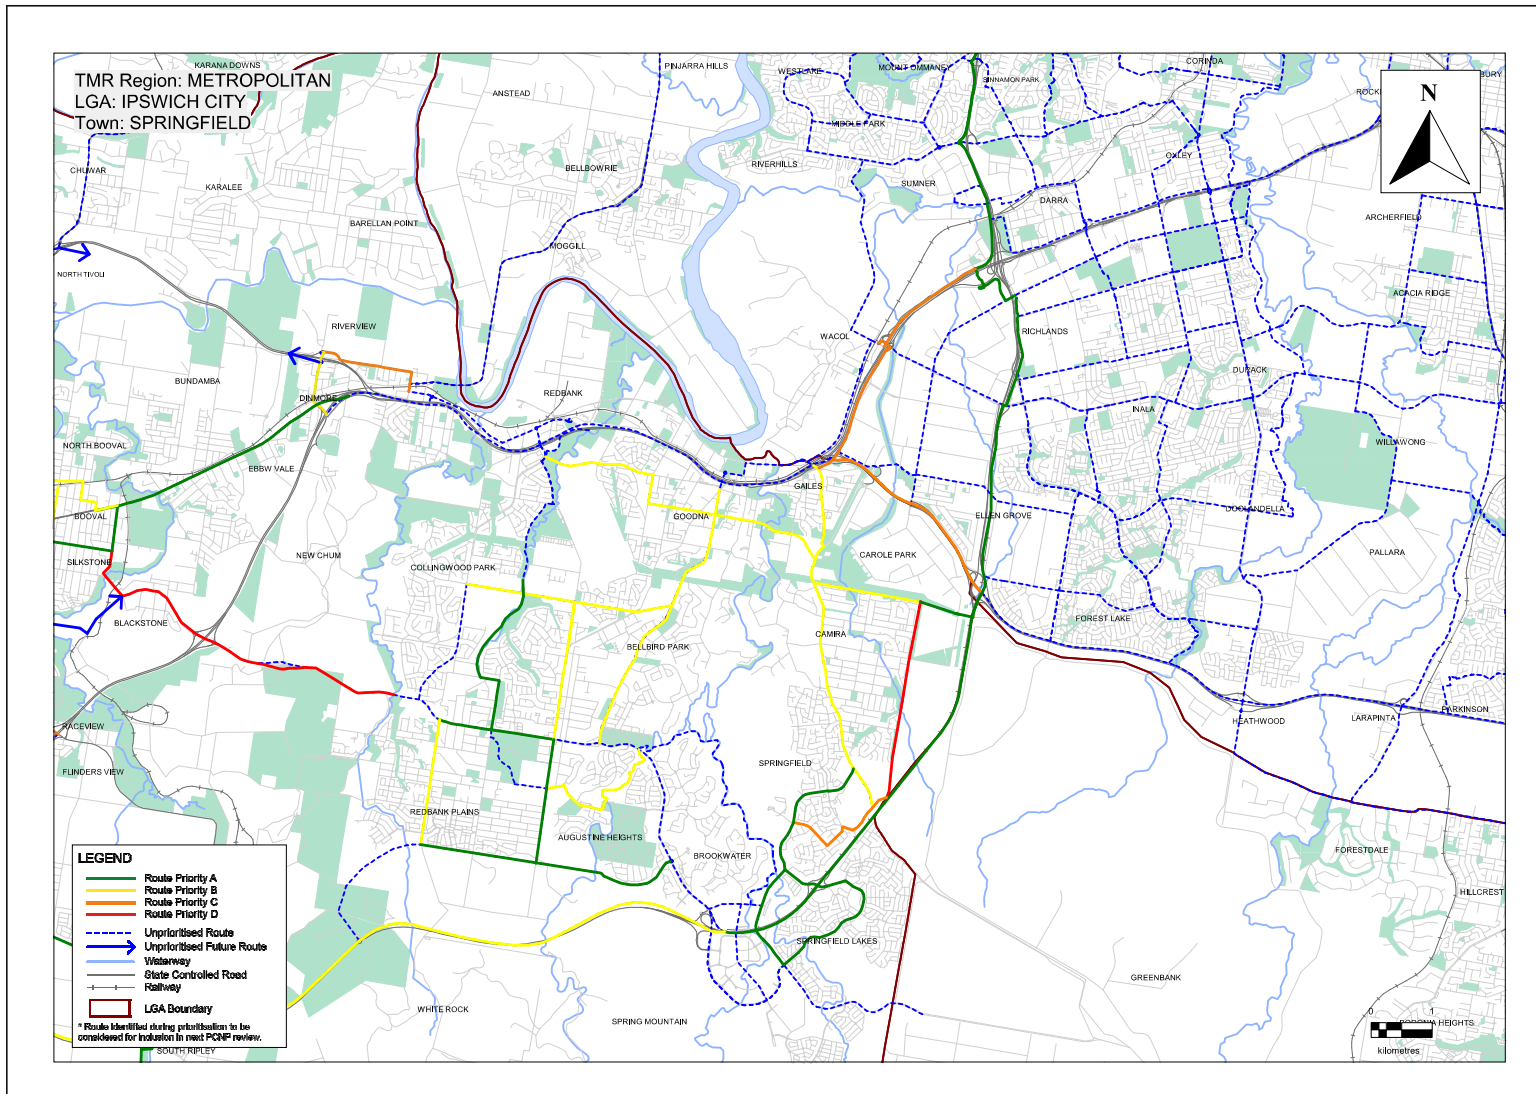 KARANA DOWNS
TMR Region: METROPOLITAN
LGA: IPSWICH CITY
Town: SPRINGFIELD
PINJARRA HILLS
WESTLAKE
MOUNT OMMANEY
SINNAMON PARK
CORINDA
BURY
ANSTEAD
N
MIDDLE PARK
OXLEY
CHUWAR
BELLBOWRIE
RIVERHILLS
SUMNER
KARALEE
DARRA
ARCHERFIELD
BARELLAN POINT
MOGGILL
NORTH TIVOLI
ACACIA RIDGE
RIVERVIEW
WACOL
RICHLANDS
BUNDAMBA
DURACK
DINMORE
REDBANK
INALA
NORTH BOOVAL
WILLAWONG
EBBW VALE
GAILES
BOOVAL
GOODNA
ELLEN GROVE
DOOLANDELLA
SILKSTONE
NEW CHUM
COLLINGWOOD PARK
CAROLE PARK
PALLARA
BLACKSTONE
FOREST LAKE
CAMIRA
BELLBIRD PARK
RACEVIEW
HEATHWOOD
LARAPINTA
PARKINSON
FLINDERS VIEW
SPRINGFIELD
REDBANK PLAINS
AUGUSTINE HEIGHTS
BROOKWATER
FORESTDALE
HILLCREST
LEGEND
Route Priority A
Route Priority B
Route Priority C
Route Priority D
Unprioritised Route
Unprioritised Future Route
Waterway
State Controlled Road
Railway
LGA Boundary
* Route identified during prioritisation to be
considered for inclusion in next PCNP review.
SPRINGFIELD LAKES
GREENBANK
WHITE ROCK
SPRING MOUNTAIN
0 1
kilometres
HEIGHTS
SOUTH RIPLEY